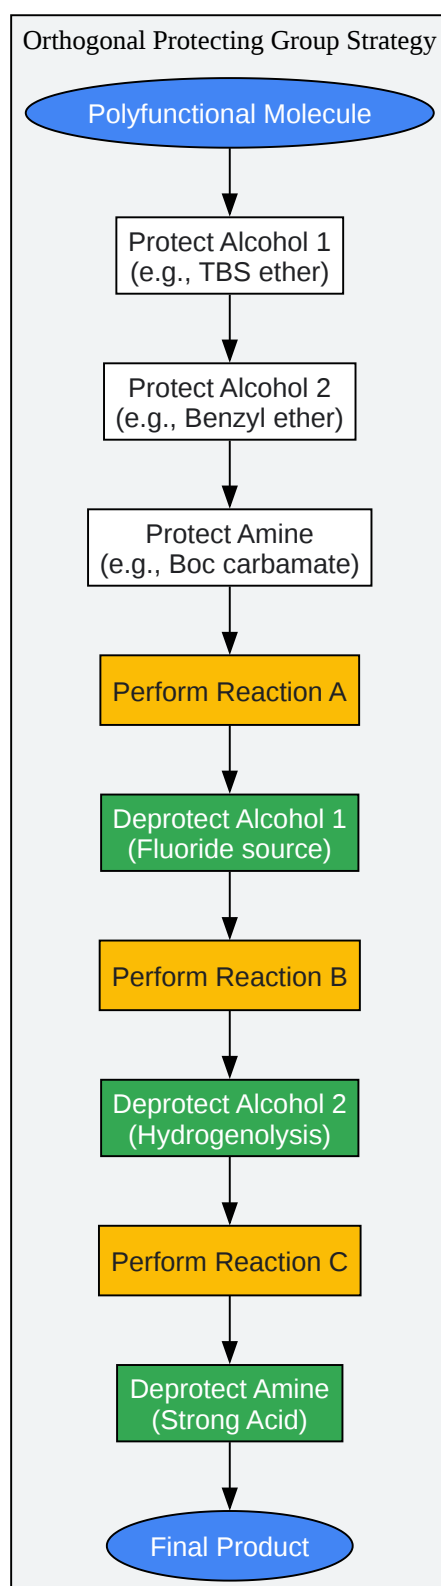 Orthogonal Protecting Group Strategy
Polyfunctional Molecule
Protect Alcohol 1
(e.g., TBS ether)
Protect Alcohol 2
(e.g., Benzyl ether)
Protect Amine
(e.g., Boc carbamate)
Perform Reaction A
Deprotect Alcohol 1
(Fluoride source)
Perform Reaction B
Deprotect Alcohol 2
(Hydrogenolysis)
Perform Reaction C
Deprotect Amine
(Strong Acid)
Final Product